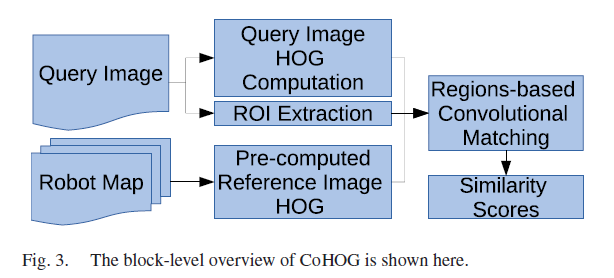 Query Image
Query Image
HOG
Computation
ROI Extraction
Regions-based
Convolutional
Matching
Robot Map
Pre-computed
Reference Image
HOG
Similarity
Scores
Fig. 3. The block-level overview of CoHOG is shown here.